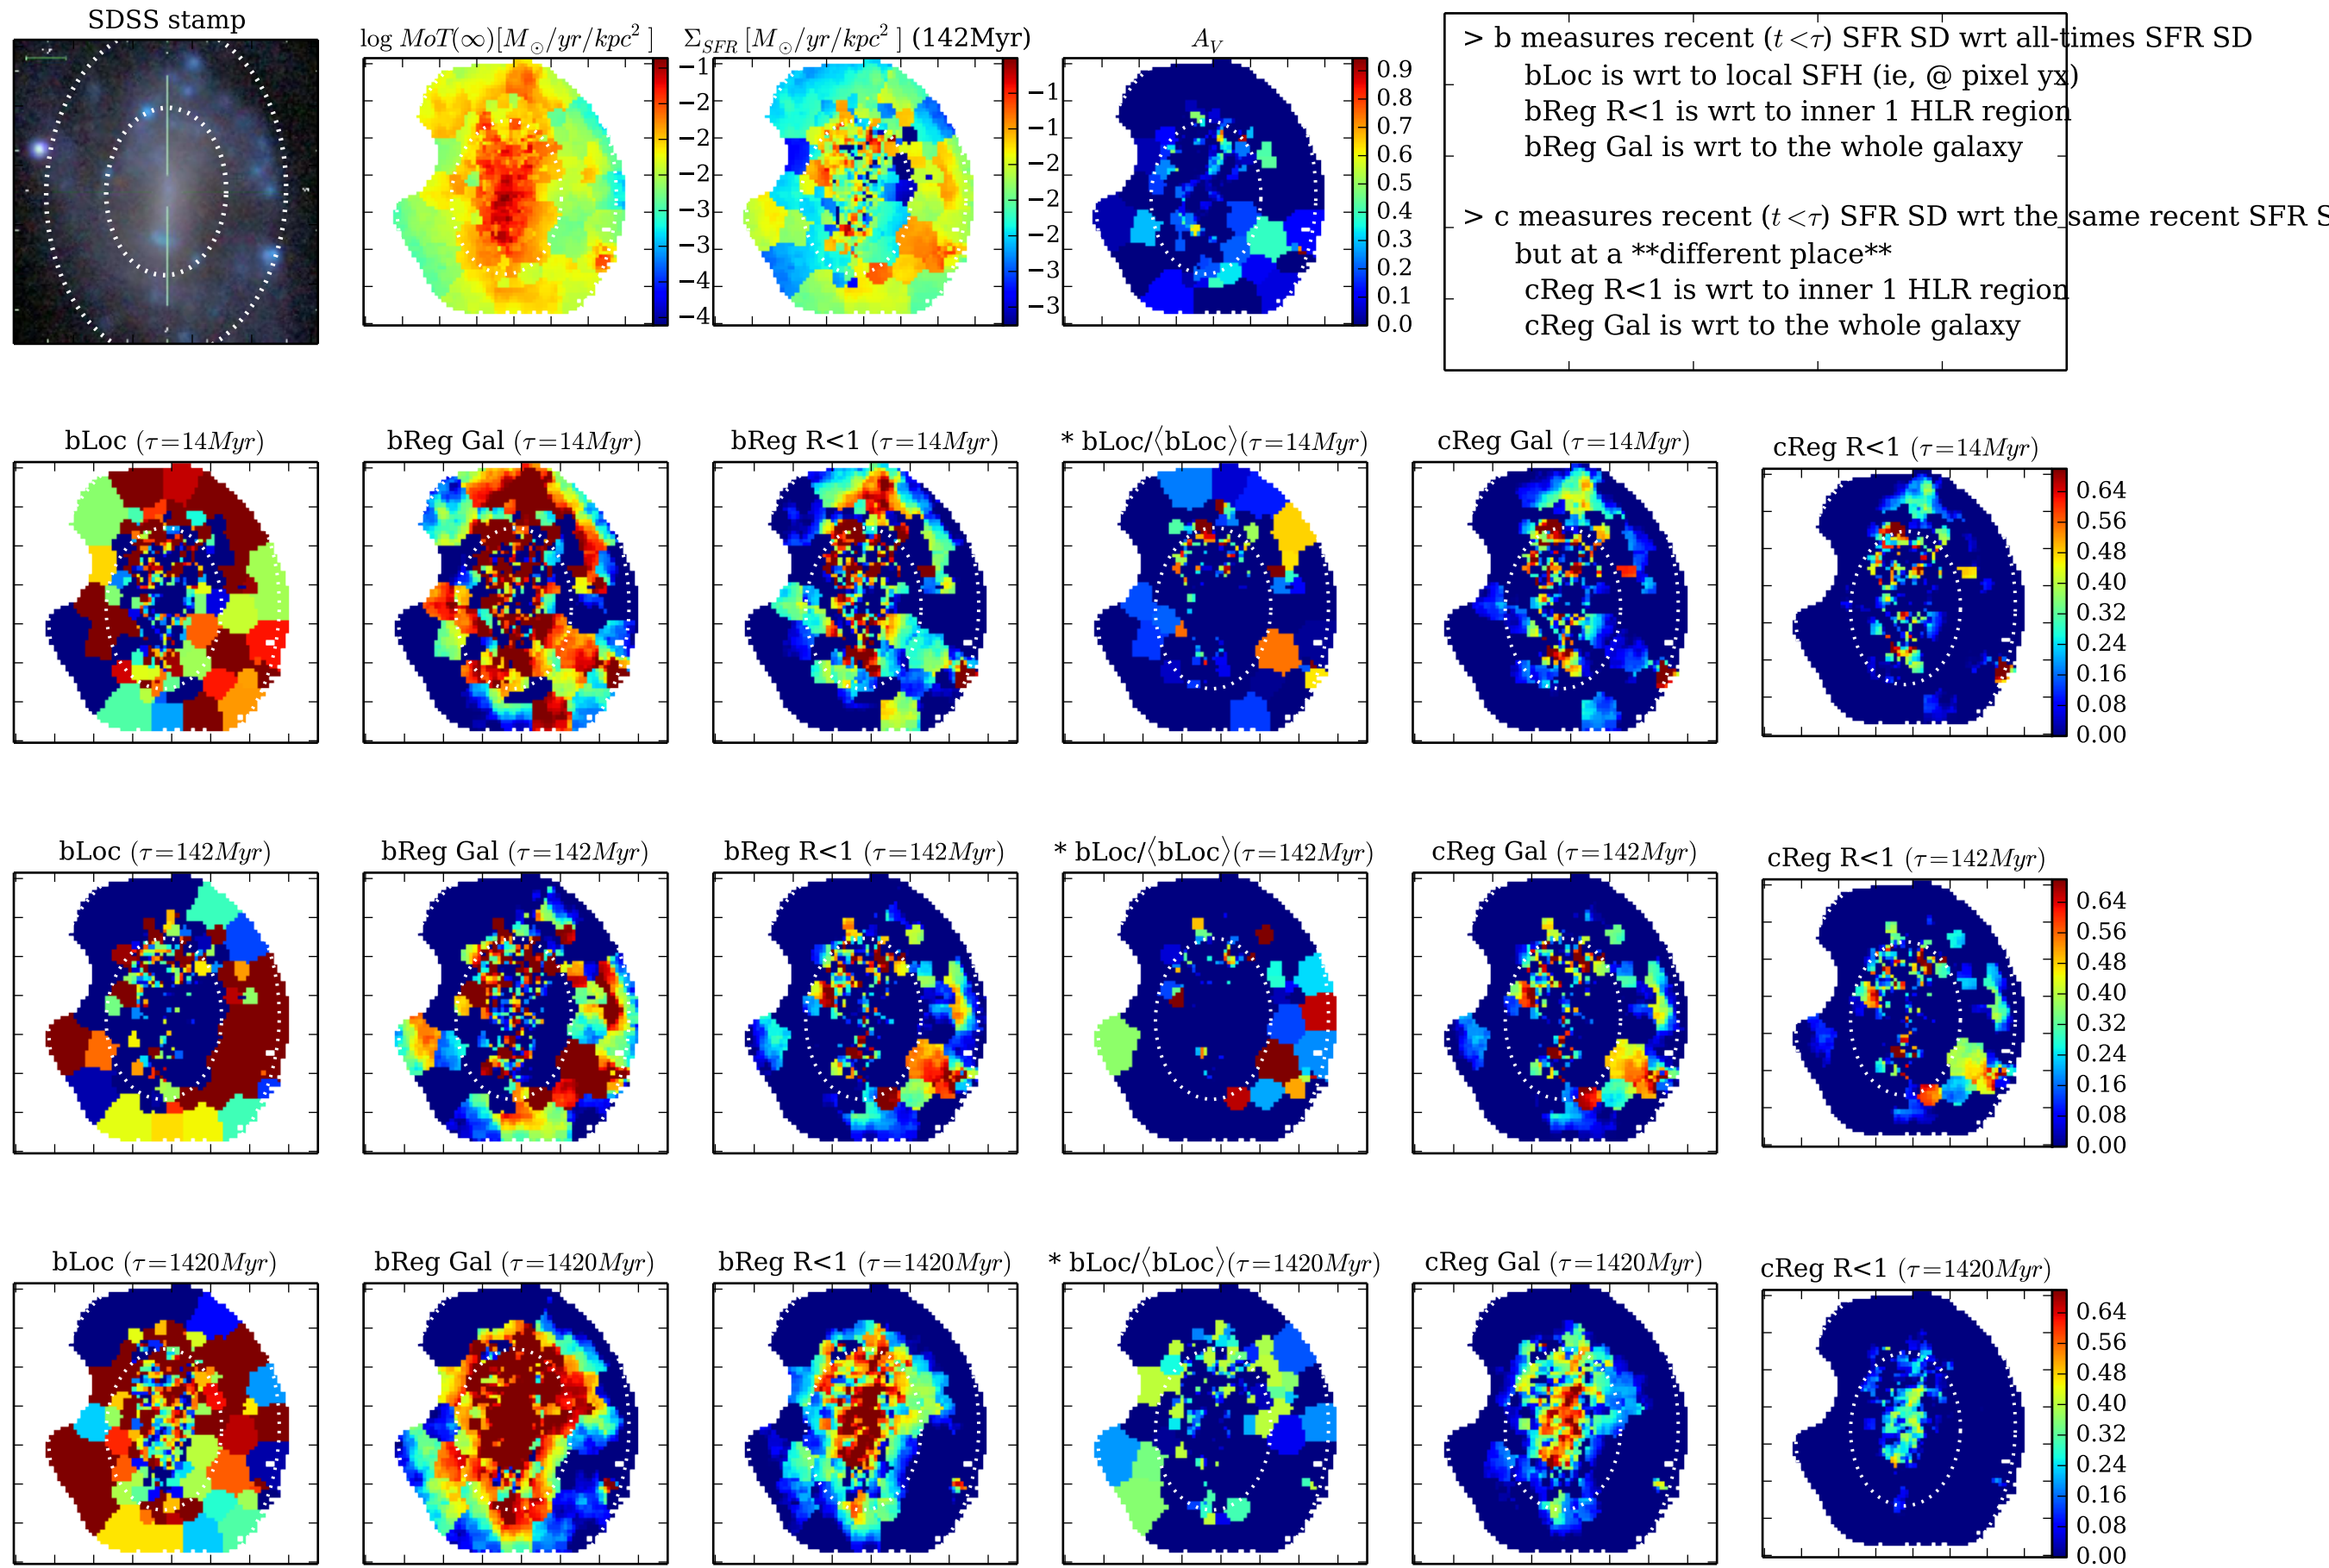 SDSS stamp
log MoT(∞)[M⊙/yr/kpc²]
Σ_SFR [M⊙/yr/kpc²] (142Myr)
A_V
−1
−2
−2
−2
−3
−3
−4
−4
−1
−1
−2
−2
−2
−3
−3
0.9
0.8
0.7
0.6
0.5
0.4
0.3
0.2
0.1
0.0
> b measures recent (t<τ) SFR SD wrt all-times SFR SD
bLoc is wrt to local SFH (ie, @ pixel yx)
bReg R<1 is wrt to inner 1 HLR region
bReg Gal is wrt to the whole galaxy
> c measures recent (t<τ) SFR SD wrt the same recent SFR S
but at a **different place**
cReg R<1 is wrt to inner 1 HLR region
cReg Gal is wrt to the whole galaxy
bLoc (τ=14Myr)
bReg Gal (τ=14Myr)
bReg R<1 (τ=14Myr)
* bLoc/⟨bLoc⟩(τ=14Myr)
cReg Gal (τ=14Myr)
cReg R<1 (τ=14Myr)
0.64
0.56
0.48
0.40
0.32
0.24
0.16
0.08
0.00
bLoc (τ=142Myr)
bReg Gal (τ=142Myr)
bReg R<1 (τ=142Myr)
* bLoc/⟨bLoc⟩(τ=142Myr)
cReg Gal (τ=142Myr)
cReg R<1 (τ=142Myr)
0.64
0.56
0.48
0.40
0.32
0.24
0.16
0.08
0.00
bLoc (τ=1420Myr)
bReg Gal (τ=1420Myr)
bReg R<1 (τ=1420Myr)
* bLoc/⟨bLoc⟩(τ=1420Myr)
cReg Gal (τ=1420Myr)
cReg R<1 (τ=1420Myr)
0.64
0.56
0.48
0.40
0.32
0.24
0.16
0.08
0.00